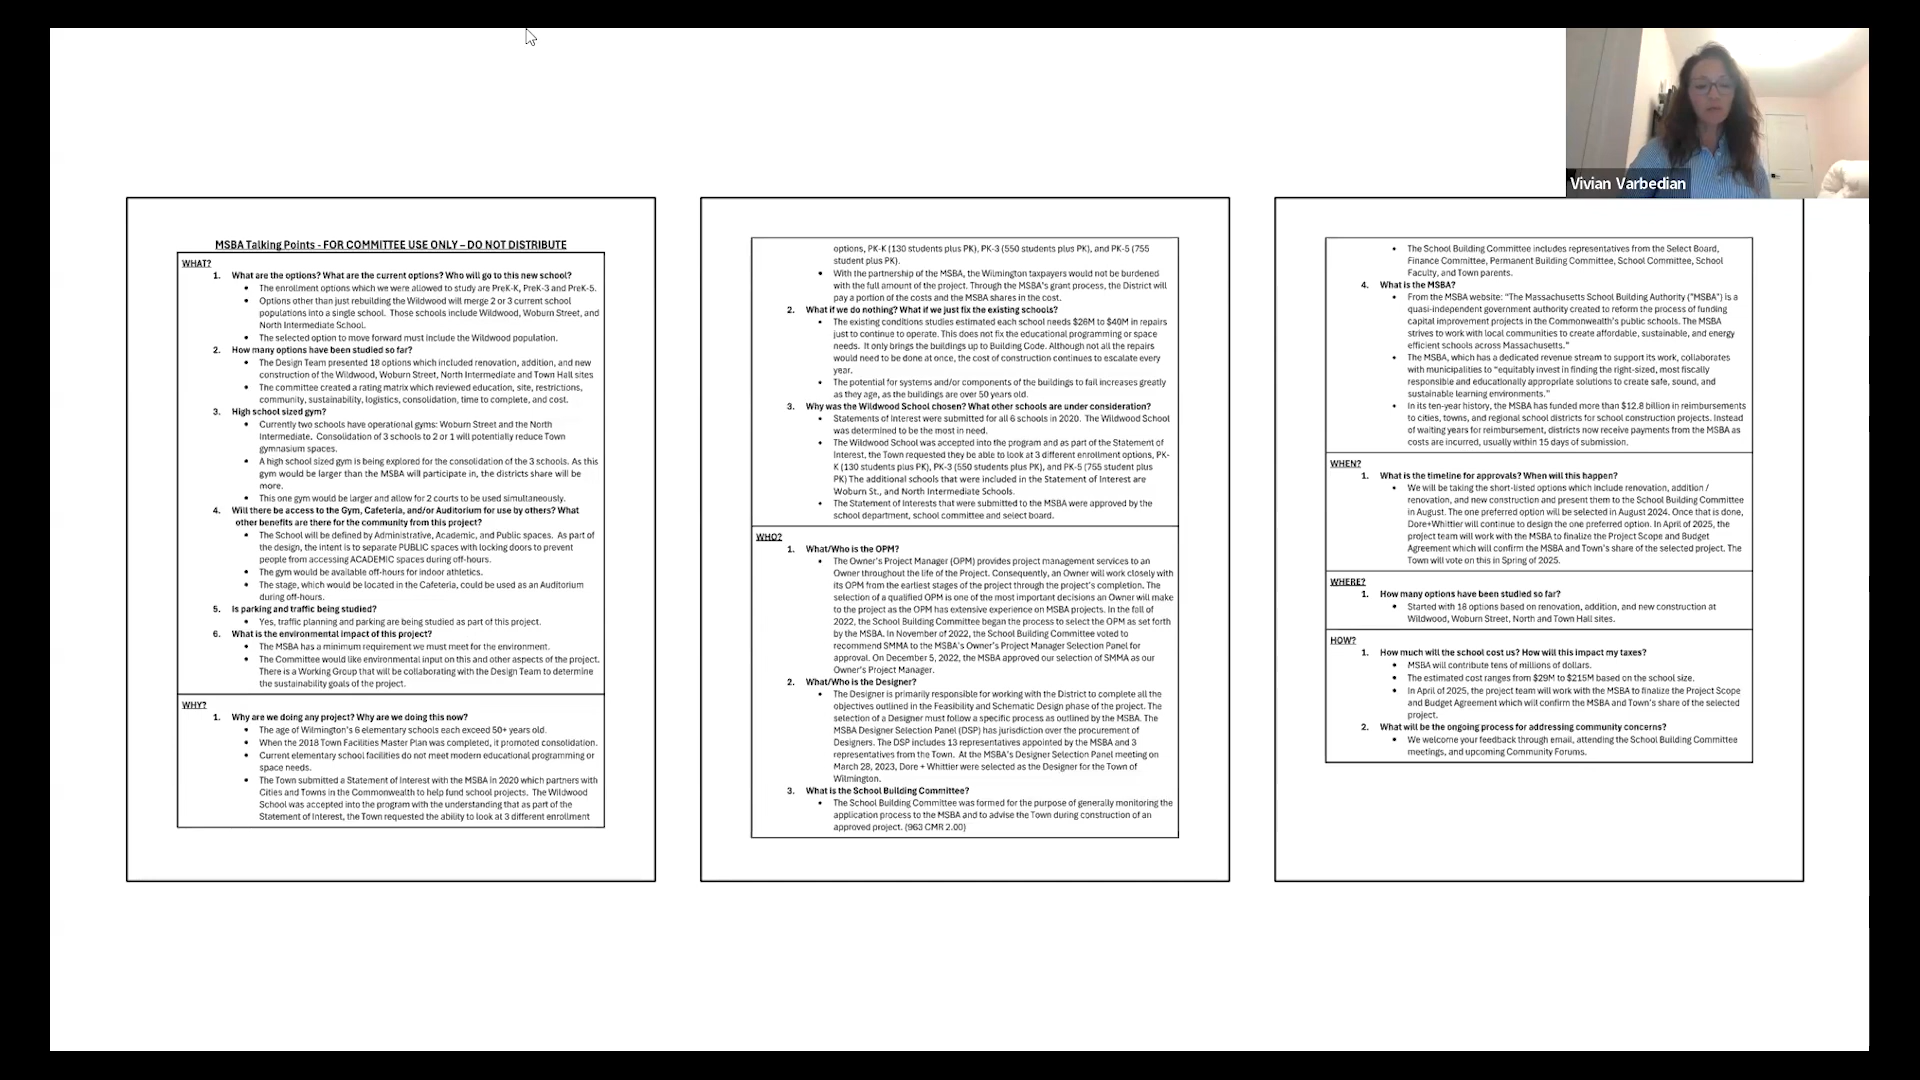 Vivian Varbedian
MSBA Talking Points - FOR COMMITTEE USE ONLY – DO NOT DISTRIBUTE
WHAT?
1. What are the options? What are the current options? Who will go to this new school?
• The enrollment options which we were allowed to study are PreK-K, PreK-3 and PreK-5.
• Options other than just rebuilding the Wildwood will merge 2 or 3 current school
populations into a single school. Those schools include Wildwood, Woburn Street, and
North Intermediate School.
• The selected option to move forward must include the Wildwood population.
2. How many options have been studied so far?
• The Design Team presented 18 options which included renovation, addition, and new
construction of the Wildwood, Woburn Street, North Intermediate and Town Hall sites
• The committee created a rating matrix which reviewed education, site, restrictions,
community, sustainability, logistics, consolidation, time to complete, and cost.
3. High school sized gym?
• Currently two schools have operational gyms: Woburn Street and the North
Intermediate. Consolidation of 3 schools to 2 or 1 will potentially reduce Town
gymnasium spaces.
• A high school sized gym is being explored for the consolidation of the 3 schools. As this
gym would be larger than the MSBA will participate in, the districts share will be
more.
• This one gym would be larger and allow for 2 courts to be used simultaneously.
4. Will there be access to the Gym, Cafeteria, and/or Auditorium for use by others? What
other benefits are there for the community from this project?
• The School will be defined by Administrative, Academic, and Public spaces. As part of
the design, the intent is to separate PUBLIC spaces with locking doors to prevent
people from accessing ACADEMIC spaces during off-hours.
• The gym would be available off-hours for indoor athletics.
• The stage, which would be located in the Cafeteria, could be used as an Auditorium
during off-hours.
5. Is parking and traffic being studied?
• Yes, traffic planning and parking are being studied as part of this project.
6. What is the environmental impact of this project?
• The MSBA has a minimum requirement we must meet for the environment.
• The Committee would like environmental input on this and other aspects of the project.
There is a Working Group that will be collaborating with the Design Team to determine
the sustainability goals of the project.
WHY?
1. Why are we doing any project? Why are we doing this now?
• The age of Wilmington's 6 elementary schools each exceed 50+ years old.
• When the 2018 Town Facilities Master Plan was completed, it promoted consolidation.
• Current elementary school facilities do not meet modern educational programming or
space needs.
• The Town submitted a Statement of Interest with the MSBA in 2020 which partners with
Cities and Towns in the Commonwealth to help fund school projects. The Wildwood
School was accepted into the program with the understanding that as part of the
Statement of Interest, the Town requested the ability to look at 3 different enrollment
options, PK-K (130 students plus PK), PK-3 (550 students plus PK), and PK-5 (755
student plus PK).
• With the partnership of the MSBA, the Wilmington taxpayers would not be burdened
with the full amount of the project. Through the MSBA's grant process, the District will
pay a portion of the costs and the MSBA shares in the cost.
2. What if we do nothing? What if we just fix the existing schools?
• The existing conditions studies estimated each school needs $26M to $40M in repairs
just to continue to operate. This does not fix the educational programming or space
needs. It only brings the buildings up to Building Code. Although not all the repairs
would need to be done at once, the cost of construction continues to escalate every
year.
• The potential for systems and/or components of the buildings to fail increases greatly
as they age, as the buildings are over 50 years old.
3. Why was the Wildwood School chosen? What other schools are under consideration?
• Statements of Interest were submitted for all 6 schools in 2020. The Wildwood School
was determined to be the most in need.
• The Wildwood School was accepted into the program and as part of the Statement of
Interest, the Town requested they be able to look at 3 different enrollment options, PK-
K (130 students plus PK), PK-3 (550 students plus PK), and PK-5 (755 student plus
PK) The additional schools that were included in the Statement of Interest are
Woburn St., and North Intermediate Schools.
• The Statement of Interests that were submitted to the MSBA were approved by the
school department, school committee and select board.
WHO?
1. What/Who is the OPM?
• The Owner's Project Manager (OPM) provides project management services to an
Owner throughout the life of the Project. Consequently, an Owner will work closely with
its OPM from the earliest stages of the project through the project's completion. The
selection of a qualified OPM is one of the most important decisions an Owner will make
to the project as the OPM has extensive experience on MSBA projects. In the fall of
2022, the School Building Committee began the process to select the OPM as set forth
by the MSBA. In November of 2022, the School Building Committee voted to
recommend SMMA to the MSBA's Owner's Project Manager Selection Panel for
approval. On December 5, 2022, the MSBA approved our selection of SMMA as our
Owner's Project Manager.
2. What/Who is the Designer?
• The Designer is primarily responsible for working with the District to complete all the
objectives outlined in the Feasibility and Schematic Design phase of the project. The
selection of a Designer must follow a specific process as outlined by the MSBA. The
MSBA Designer Selection Panel (DSP) has jurisdiction over the procurement of
Designers. The DSP includes 13 representatives appointed by the MSBA and 3
representatives from the Town. At the MSBA's Designer Selection Panel meeting on
March 28, 2023, Dore + Whittier were selected as the Designer for the Town of
Wilmington.
3. What is the School Building Committee?
• The School Building Committee was formed for the purpose of generally monitoring the
application process to the MSBA and to advise the Town during construction of an
approved project. (963 CMR 2.00)
• The School Building Committee includes representatives from the Select Board,
Finance Committee, Permanent Building Committee, School Committee, School
Faculty, and Town parents.
4. What is the MSBA?
• From the MSBA website: "The Massachusetts School Building Authority ("MSBA") is a
quasi-independent government authority created to reform the process of funding
capital improvement projects in the Commonwealth's public schools. The MSBA
strives to work with local communities to create affordable, sustainable, and energy
efficient schools across Massachusetts."
• The MSBA, which has a dedicated revenue stream to support its work, collaborates
with municipalities to "equitably invest in finding the right-sized, most fiscally
responsible and educationally appropriate solutions to create safe, sound, and
sustainable learning environments."
• In its ten-year history, the MSBA has funded more than $12.8 billion in reimbursements
to cities, towns, and regional school districts for school construction projects. Instead
of waiting years for reimbursement, districts now receive payments from the MSBA as
costs are incurred, usually within 15 days of submission.
WHEN?
1. What is the timeline for approvals? When will this happen?
• We will be taking the short-listed options which include renovation, addition /
renovation, and new construction and present them to the School Building Committee
in August. The one preferred option will be selected in August 2024. Once that is done,
Dore+Whittier will continue to design the one preferred option. In April of 2025, the
project team will work with the MSBA to finalize the Project Scope and Budget
Agreement which will confirm the MSBA and Town's share of the selected project. The
Town will vote on this in Spring of 2025.
WHERE?
1. How many options have been studied so far?
• Started with 18 options based on renovation, addition, and new construction at
Wildwood, Woburn Street, North and Town Hall sites.
HOW?
1. How much will the school cost us? How will this impact my taxes?
• MSBA will contribute tens of millions of dollars.
• The estimated cost ranges from $29M to $215M based on the school size.
• In April of 2025, the project team will work with the MSBA to finalize the Project Scope
and Budget Agreement which will confirm the MSBA and Town's share of the selected
project.
2. What will be the ongoing process for addressing community concerns?
• We welcome your feedback through email, attending the School Building Committee
meetings, and upcoming Community Forums.